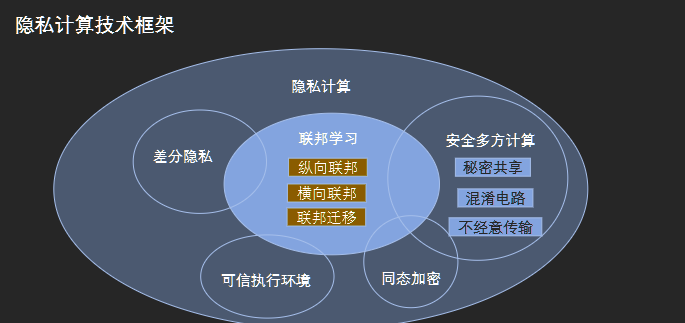 隐私计算技术框架
隐私计算
联邦学习
安全多方计算
差分隐私
纵向联邦
秘密共享
横向联邦
混淆电路
联邦迁移
不经意传输
可信执行环境
同态加密